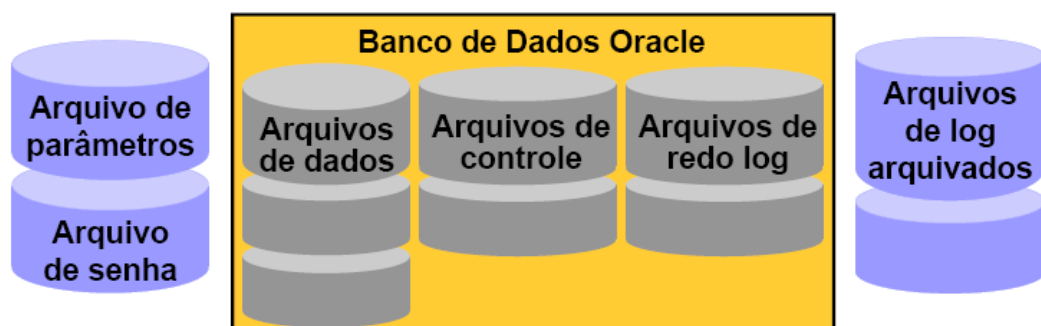 Banco de Dados Oracle
Arquivo de
parâmetros
Arquivo
de senha
Arquivos
de dados
Arquivos de
controle
Arquivos de
redo log
Arquivos
de log
arquivados